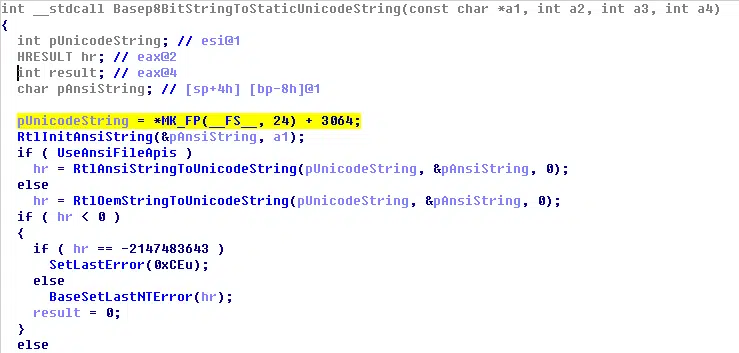 int __stdcall Basep8BitStringToStaticUnicodeString(const char *a1, int a2, int a3, int a4)
{
int pUnicodeString; // esi@1
HRESULT hr; // eax@2
int result; // eax@4
char pAnsiString; // [sp+4h] [bp-8h]@1
pUnicodeString = *MK_FP(__FS__, 24) + 3064;
RtlInitAnsiString(&pAnsiString, a1);
if ( UseAnsiFileApis )
hr = RtlAnsiStringToUnicodeString(pUnicodeString, &pAnsiString, 0);
else
hr = RtlOemStringToUnicodeString(pUnicodeString, &pAnsiString, 0);
if ( hr < 0 )
{
if ( hr == -2147483643 )
SetLastError(0xCEu);
else
BaseSetLastNTError(hr);
result = 0;
}
else